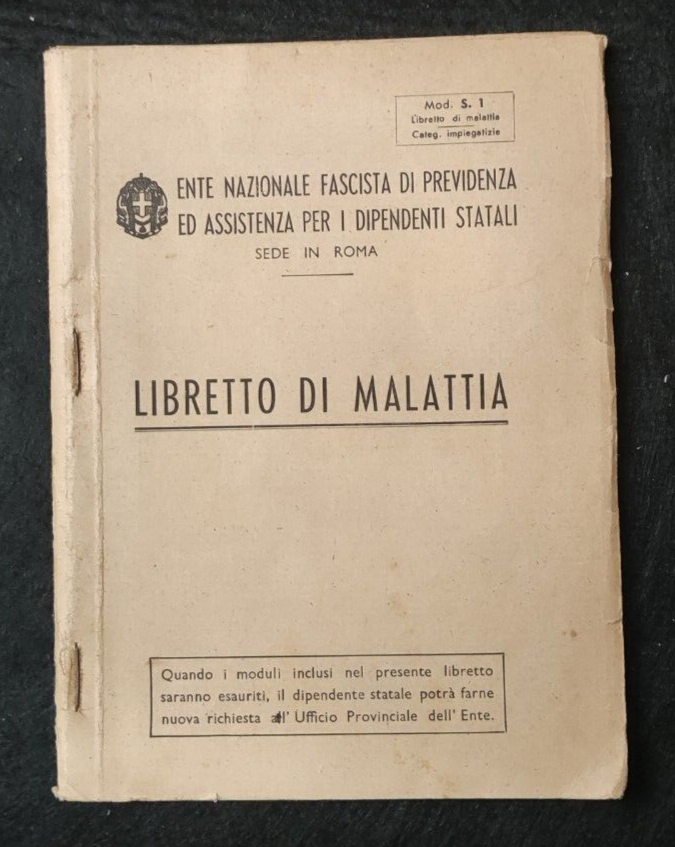 Mod. S. 1
Libretto di malattia
Categ. impiegatizie
ENTE NAZIONALE FASCISTA DI PREVIDENZA
ED ASSISTENZA PER I DIPENDENTI STATALI
SEDE IN ROMA
LIBRETTO DI MALATTIA
Quando i moduli inclusi nel presente libretto
saranno esauriti, il dipendente statale potrà farne
nuova richiesta all' Ufficio Provinciale dell' Ente.